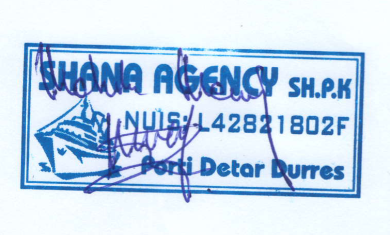 SHANA AGENCY SH.P.K
NUIS: L42821802F
Porti Detar Durres